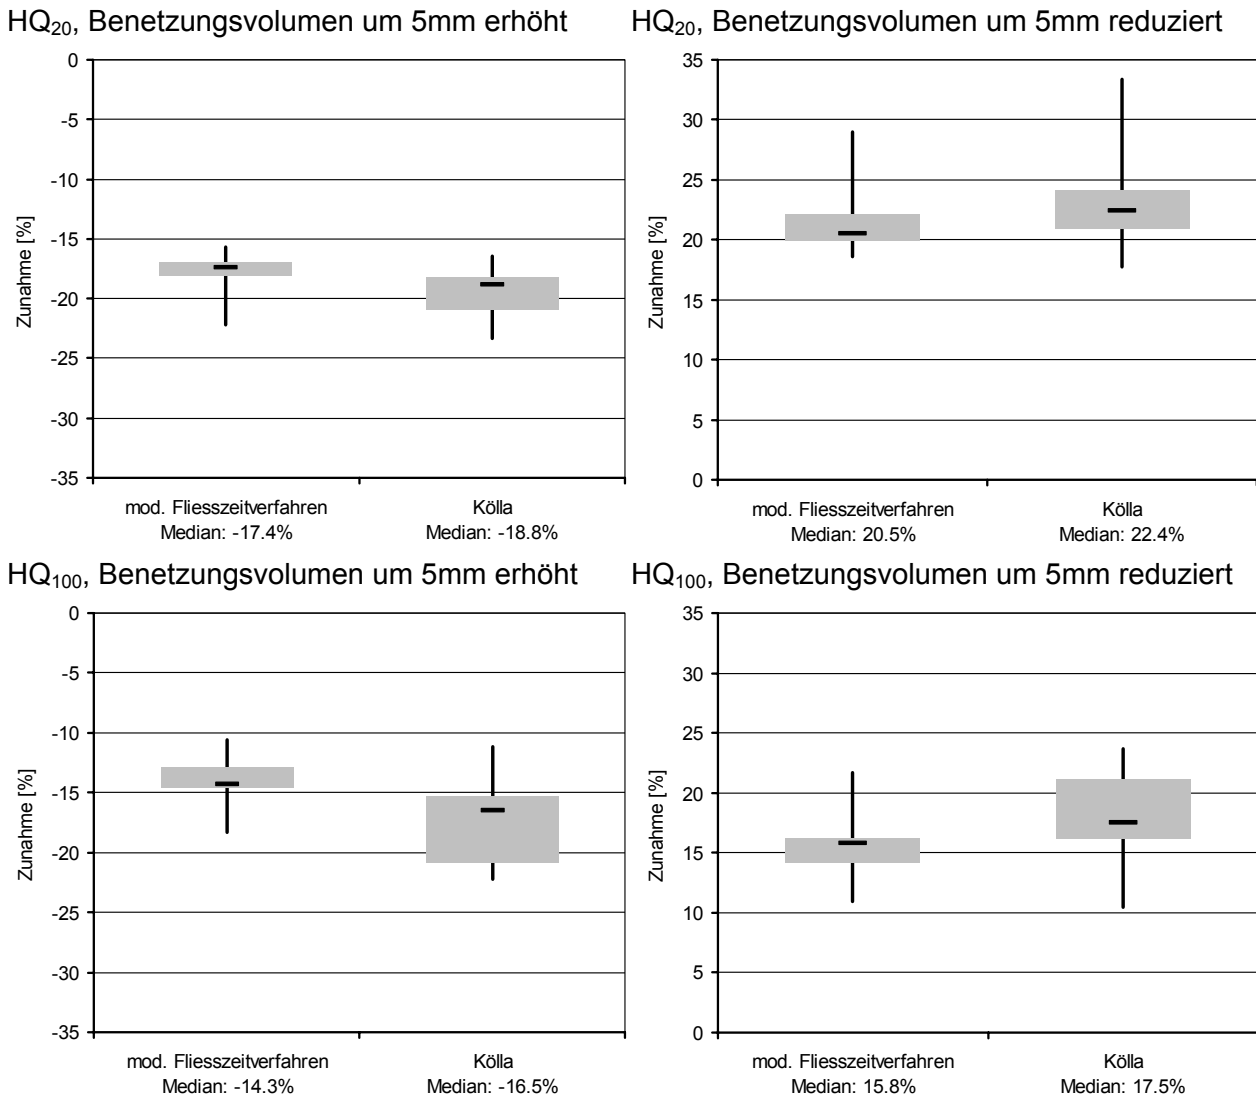 HQ20, Benetzungsvolumen um 5mm erhöht
0
-5
-10
-15
-20
-25
-30
-35
Zunahme [%]
mod. Fliesszeitverfahren
Median: -17.4%
Kölla
Median: -18.8%
HQ20, Benetzungsvolumen um 5mm reduziert
35
30
25
20
15
10
5
0
Zunahme [%]
mod. Fliesszeitverfahren
Median: 20.5%
Kölla
Median: 22.4%
HQ100, Benetzungsvolumen um 5mm erhöht
0
-5
-10
-15
-20
-25
-30
-35
Zunahme [%]
mod. Fliesszeitverfahren
Median: -14.3%
Kölla
Median: -16.5%
HQ100, Benetzungsvolumen um 5mm reduziert
35
30
25
20
15
10
5
0
Zunahme [%]
mod. Fliesszeitverfahren
Median: 15.8%
Kölla
Median: 17.5%